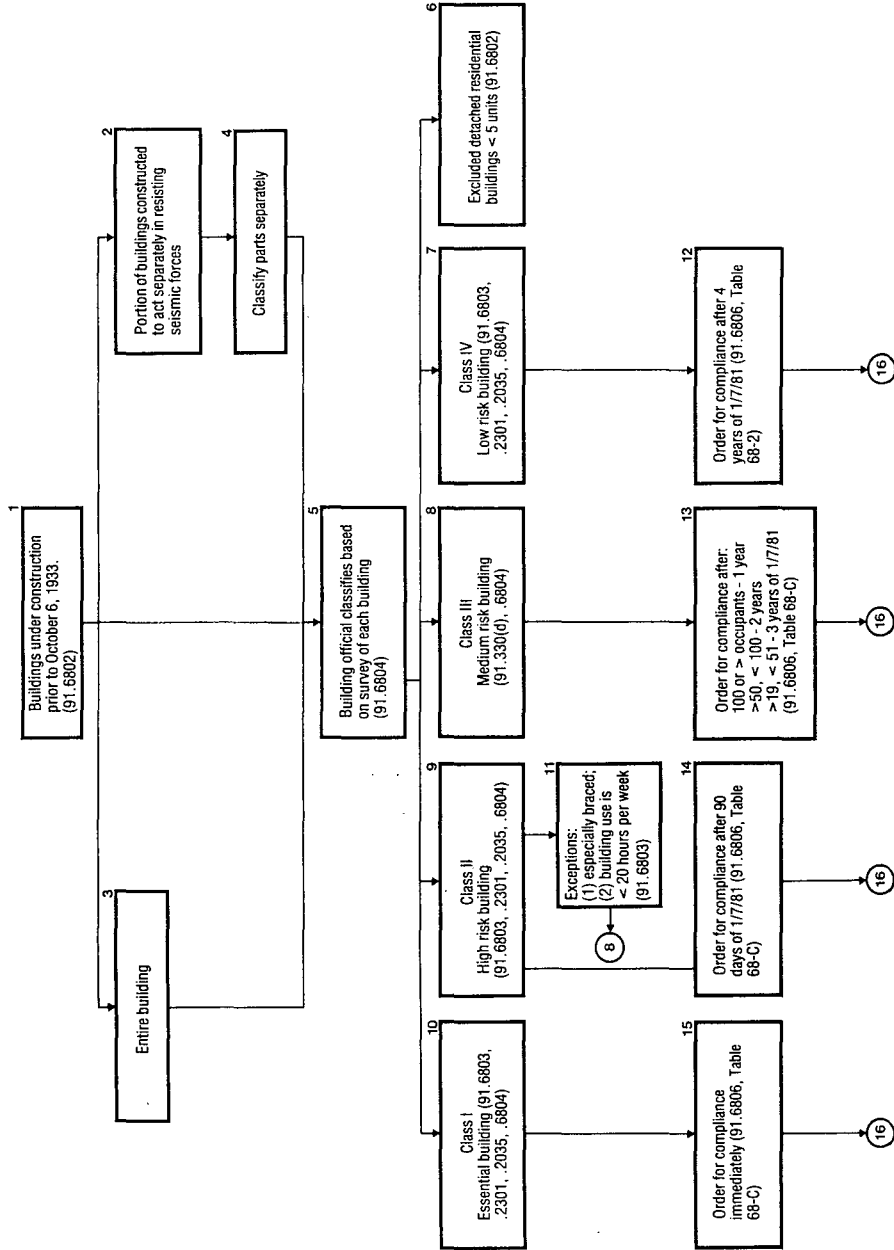 1
Buildings under construction
prior to October 6, 1933.
(91.6802)
2
Portion of buildings constructed
to act separately in resisting
seismic forces
3
Entire building
4
Classify parts separately
5
Building official classifies based
on survey of each building
(91.6804)
10
Class I
Essential building (91.6803,
.2301, .2035, .6804)
9
Class II
High risk building
(91.6803, .2301, .2035, .6804)
8
Class III
Medium risk building
(91.330(d), .6804)
7
Class IV
Low risk building (91.6803,
.2301, .2035, .6804)
6
Excluded detached residential
buildings < 5 units (91.6802)
11
Exceptions:
(1) especially braced;
(2) building use is
< 20 hours per week
(91.6803)
8
15
Order for compliance
immediately (91.6806, Table
68-C)
14
Order for compliance after 90
days of 1/7/81 (91.6806, Table
68-C)
13
Order for compliance after:
100 or > occupants - 1 year
>50, < 100 - 2 years
>19, < 51 - 3 years of 1/7/81
(91.6806, Table 68-C)
12
Order for compliance after 4
years of 1/7/81 (91.6806, Table
68-2)
16
16
16
16